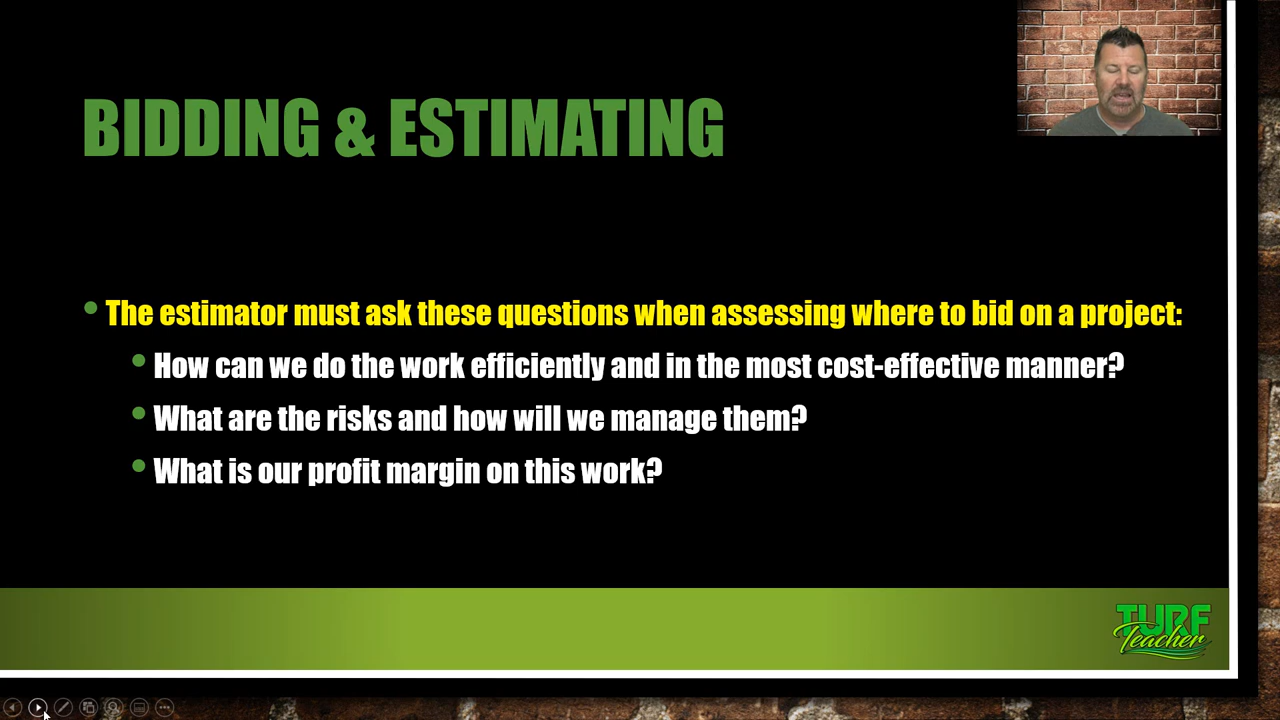 BIDDING & ESTIMATING
The estimator must ask these questions when assessing where to bid on a project:
How can we do the work efficiently and in the most cost-effective manner?
What are the risks and how will we manage them?
What is our profit margin on this work?
TURF
Teacher